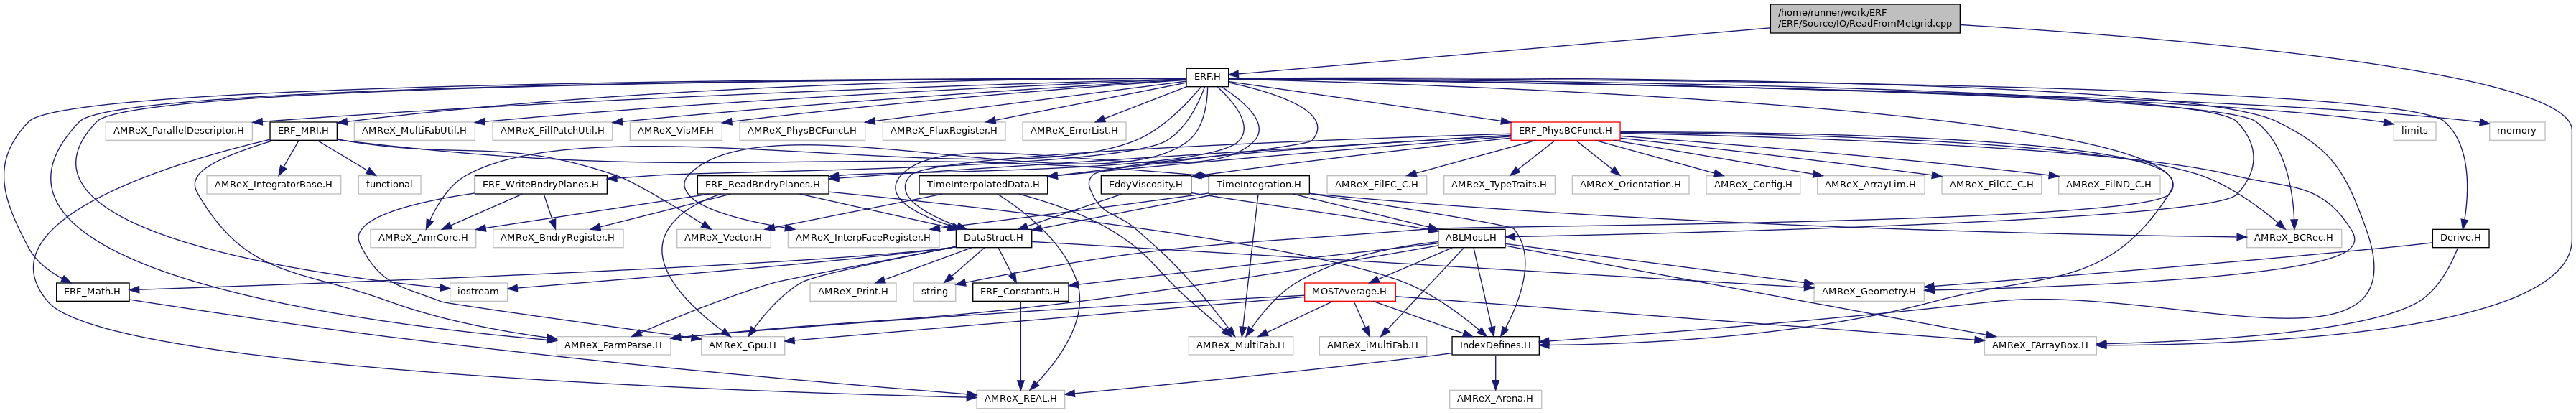 /home/runner/work/ERF
/ERF/Source/IO/ReadFromMetgrid.cpp
ERF.H
AMReX_ParallelDescriptor.H
ERF_MRI.H
AMReX_MultiFabUtil.H
AMReX_FillPatchUtil.H
AMReX_VisMF.H
AMReX_PhysBCFunct.H
AMReX_FluxRegister.H
AMReX_ErrorList.H
ERF_PhysBCFunct.H
limits
memory
AMReX_IntegratorBase.H
functional
ERF_WriteBndryPlanes.H
ERF_ReadBndryPlanes.H
TimeInterpolatedData.H
EddyViscosity.H
TimeIntegration.H
AMReX_FilFC_C.H
AMReX_TypeTraits.H
AMReX_Orientation.H
AMReX_Config.H
AMReX_ArrayLim.H
AMReX_FilCC_C.H
AMReX_FilND_C.H
AMReX_AmrCore.H
AMReX_BndryRegister.H
AMReX_Vector.H
AMReX_InterpFaceRegister.H
DataStruct.H
ABLMost.H
AMReX_BCRec.H
Derive.H
ERF_Math.H
iostream
AMReX_Print.H
string
ERF_Constants.H
MOSTAverage.H
AMReX_Geometry.H
AMReX_ParmParse.H
AMReX_Gpu.H
AMReX_MultiFab.H
AMReX_iMultiFab.H
IndexDefines.H
AMReX_FArrayBox.H
AMReX_REAL.H
AMReX_Arena.H